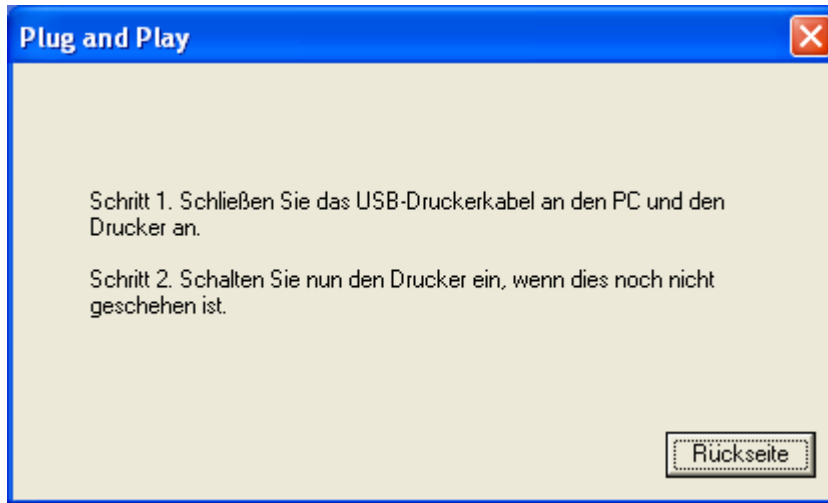 Plug and Play
Schritt 1. Schließen Sie das USB-Druckerkabel an den PC und den
Drucker an.
Schritt 2. Schalten Sie nun den Drucker ein, wenn dies noch nicht
geschehen ist.
Rückseite